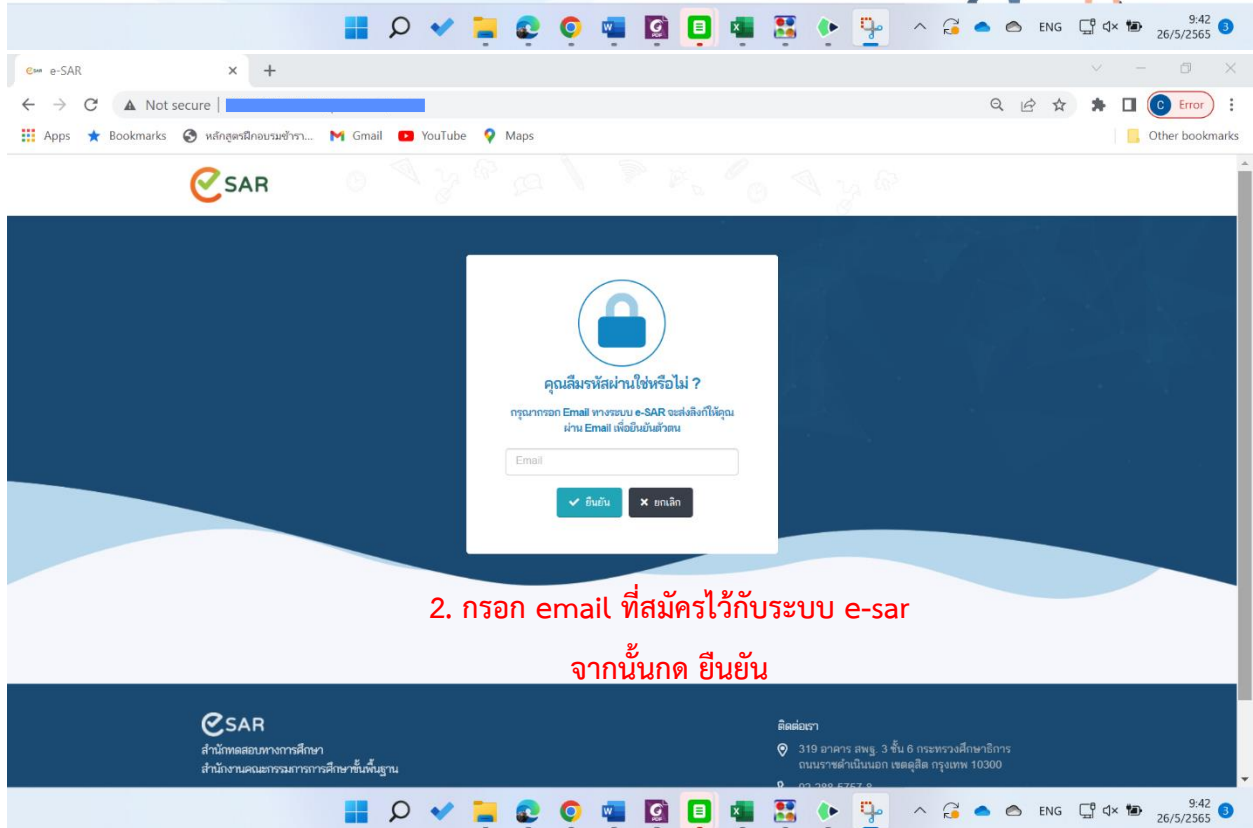 ENG
9:42
26/5/2565
3
e-SAR
Not secure
C Error
Apps Bookmarks หลักสูตรฝึกอบรมข้ารา... Gmail YouTube Maps Other bookmarks
SAR
คุณลืมรหัสผ่านใช่หรือไม่ ?
กรุณากรอก Email ทางระบบ e-SAR จะส่งลิงก์ให้คุณ
ผ่าน Email เพื่อยืนยันตัวตน
Email
ยืนยัน ยกเลิก
2. กรอก email ที่สมัครไว้กับระบบ e-sar
จากนั้นกด ยืนยัน
SAR
สำนักทดสอบทางการศึกษา
สำนักงานคณะกรรมการการศึกษาขั้นพื้นฐาน
ติดต่อเรา
319 อาคาร สพฐ. 3 ชั้น 6 กระทรวงศึกษาธิการ
ถนนราชดำเนินนอก เขตดุสิต กรุงเทพ 10300
02-288-5757-8
ENG
9:42
26/5/2565
3